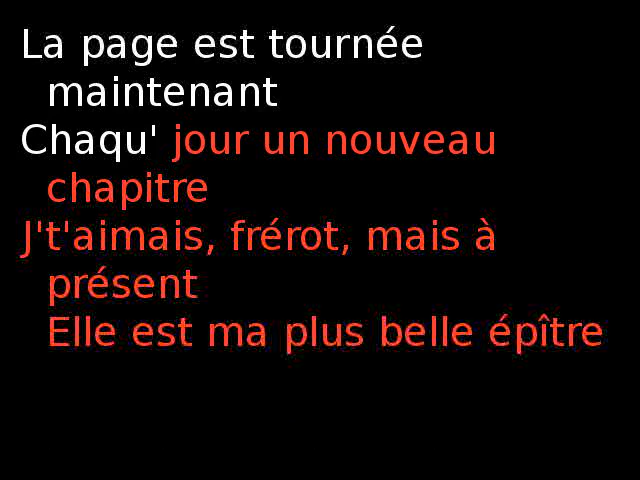 La page est tournée
maintenant
Chaqu' jour un nouveau
chapitre
J't'aimais, frérot, mais à
présent
Elle est ma plus belle épître